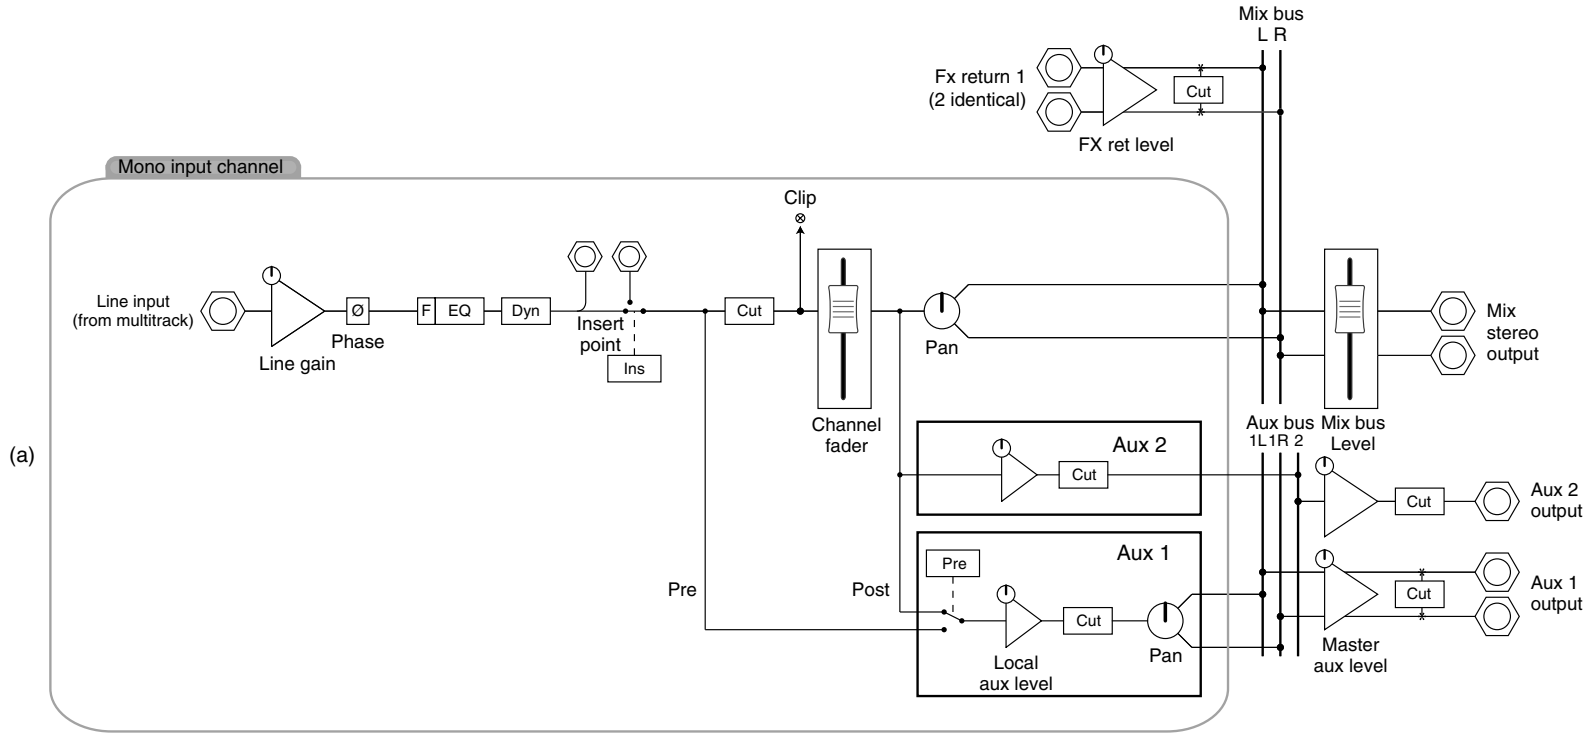 Mix bus
L R
Fx return 1
(2 identical)
Cut
FX ret level
Mono input channel
Clip
Line input
(from multitrack)
Line gain
Ø
Phase
F EQ
Dyn
Insert
point
Ins
Cut
Channel
fader
Pan
Mix
stereo
output
Mix bus
Level
Aux bus
1L1R 2
(a)
Aux 2
Cut
Cut
Aux 2
output
Aux 1
Pre
Pre
Post
Local
aux level
Cut
Pan
Cut
Master
aux level
Aux 1
output